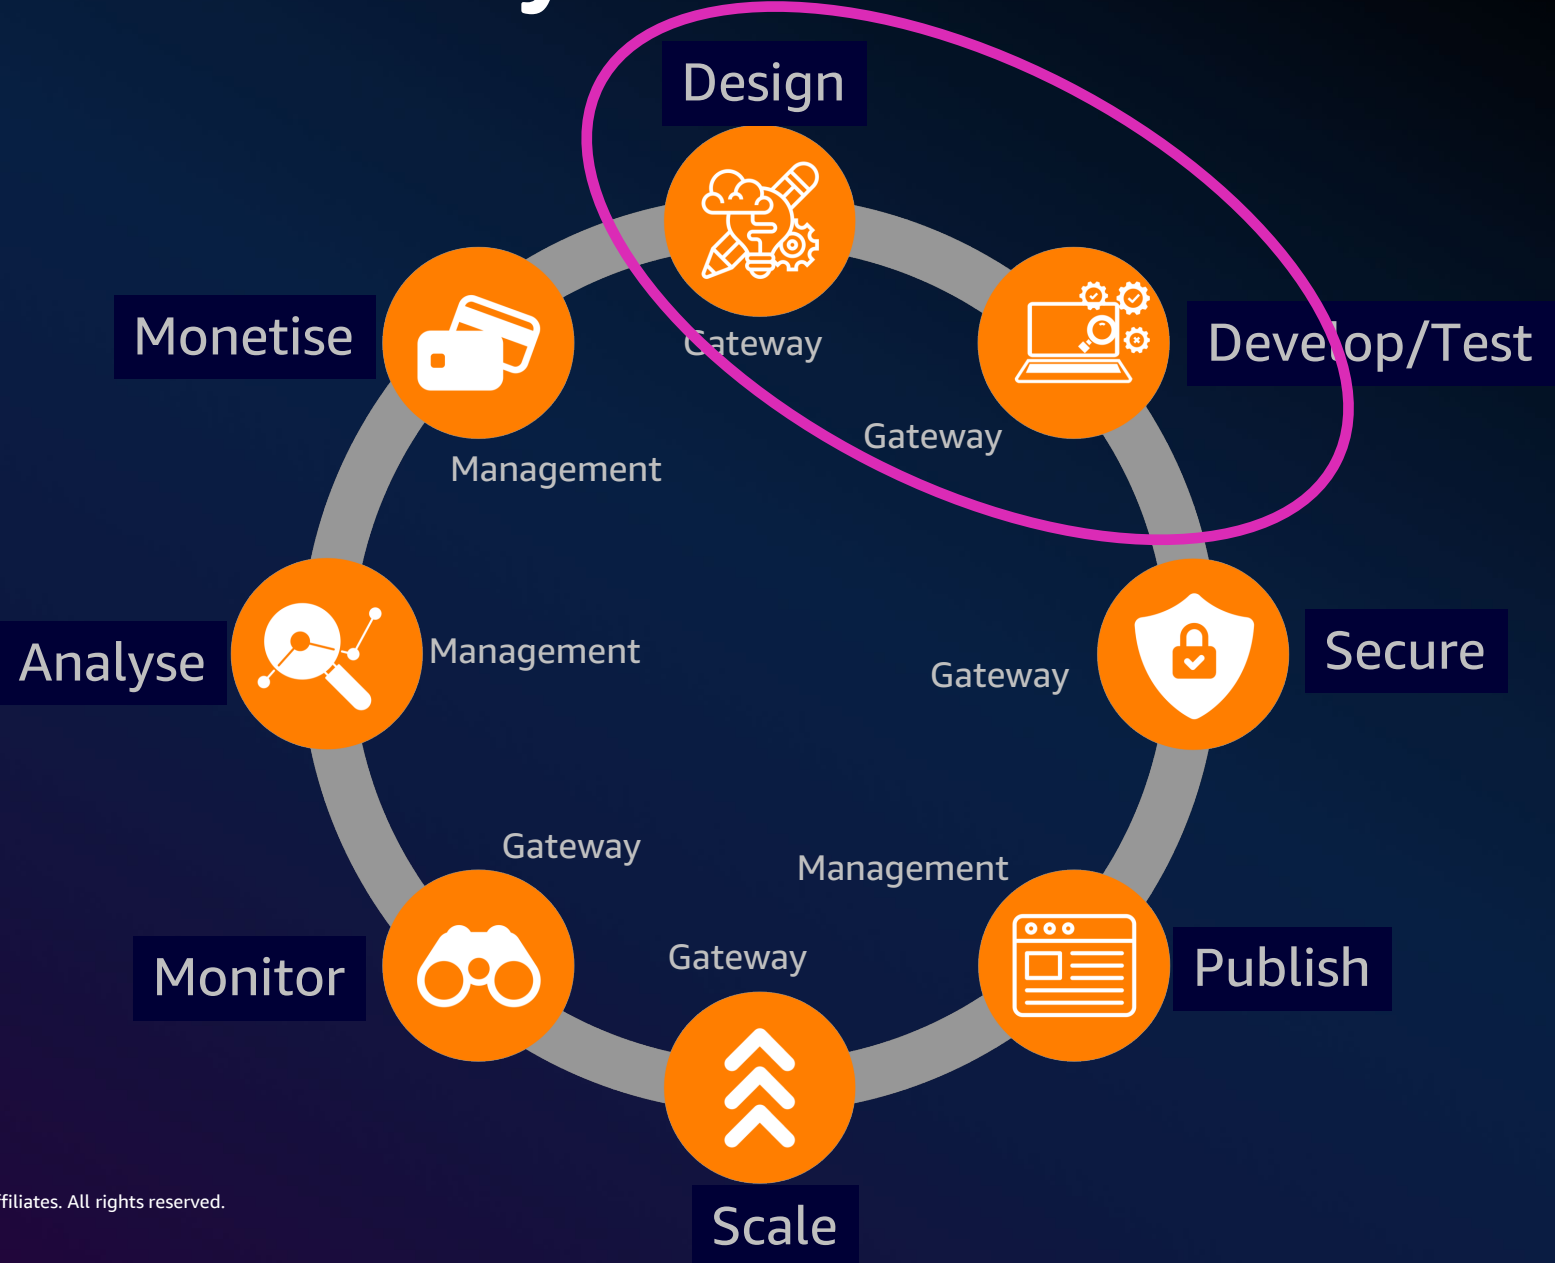 Design
Gateway
Monetise
Develop/Test
Gateway
Management
Analyse
Management
Gateway
Secure
Gateway
Management
Monitor
Gateway
Publish
Scale
affiliates. All rights reserved.